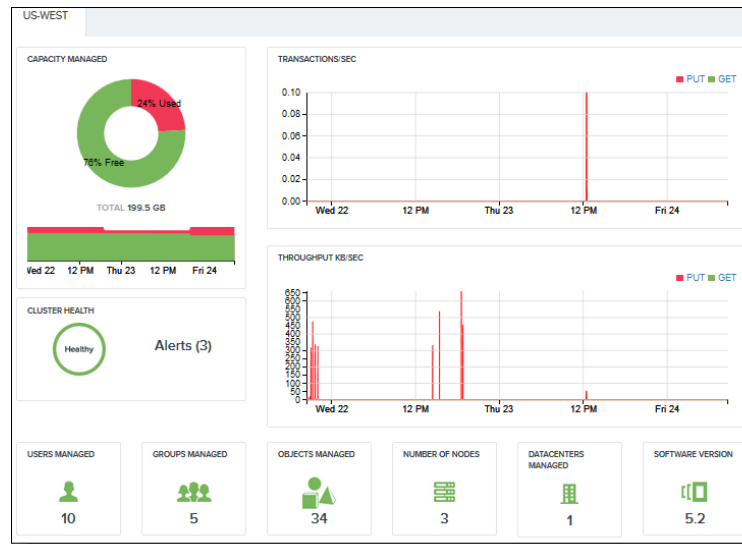 US-WEST
CAPACITY MANAGED
24% Used
76% Free
TOTAL 199.5 GB
Wed 22 12 PM Thu 23 12 PM Fri 24
CLUSTER HEALTH
Healthy
Alerts (3)
TRANSACTIONS/SEC
PUT GET
0.10
0.08
0.06
0.04
0.02
0.00
Wed 22 12 PM Thu 23 12 PM Fri 24
THROUGHPUT KB/SEC
PUT GET
650
600
550
500
450
400
350
300
250
200
150
100
50
0
Wed 22 12 PM Thu 23 12 PM Fri 24
USERS MANAGED
10
GROUPS MANAGED
5
OBJECTS MANAGED
34
NUMBER OF NODES
3
DATACENTERS
MANAGED
1
SOFTWARE VERSION
5.2